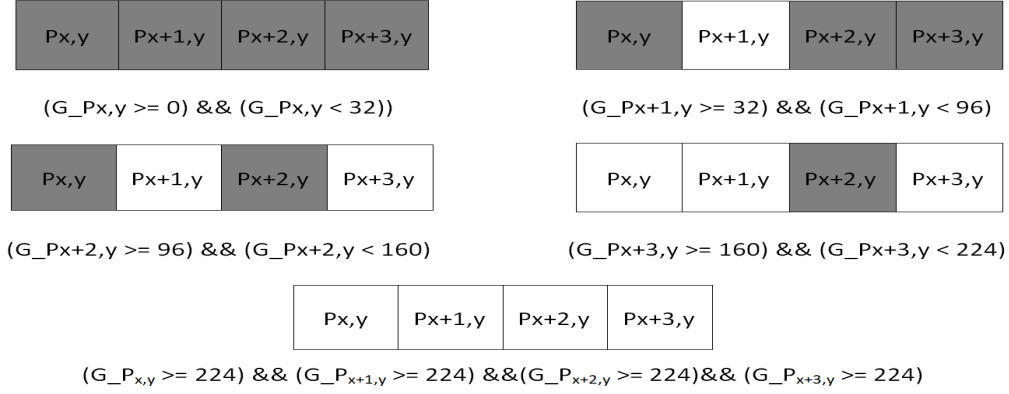 Px,y Px+1,y Px+2,y Px+3,y
(G_Px,y >= 0) && (G_Px,y < 32))
Px,y Px+1,y Px+2,y Px+3,y
(G_Px+1,y >= 32) && (G_Px+1,y < 96)
Px,y Px+1,y Px+2,y Px+3,y
(G_Px+2,y >= 96) && (G_Px+2,y < 160)
Px,y Px+1,y Px+2,y Px+3,y
(G_Px+3,y >= 160) && (G_Px+3,y < 224)
Px,y Px+1,y Px+2,y Px+3,y
(G_Px,y >= 224) && (G_Px+1,y >= 224) &&(G_Px+2,y >= 224)&& (G_Px+3,y >= 224)